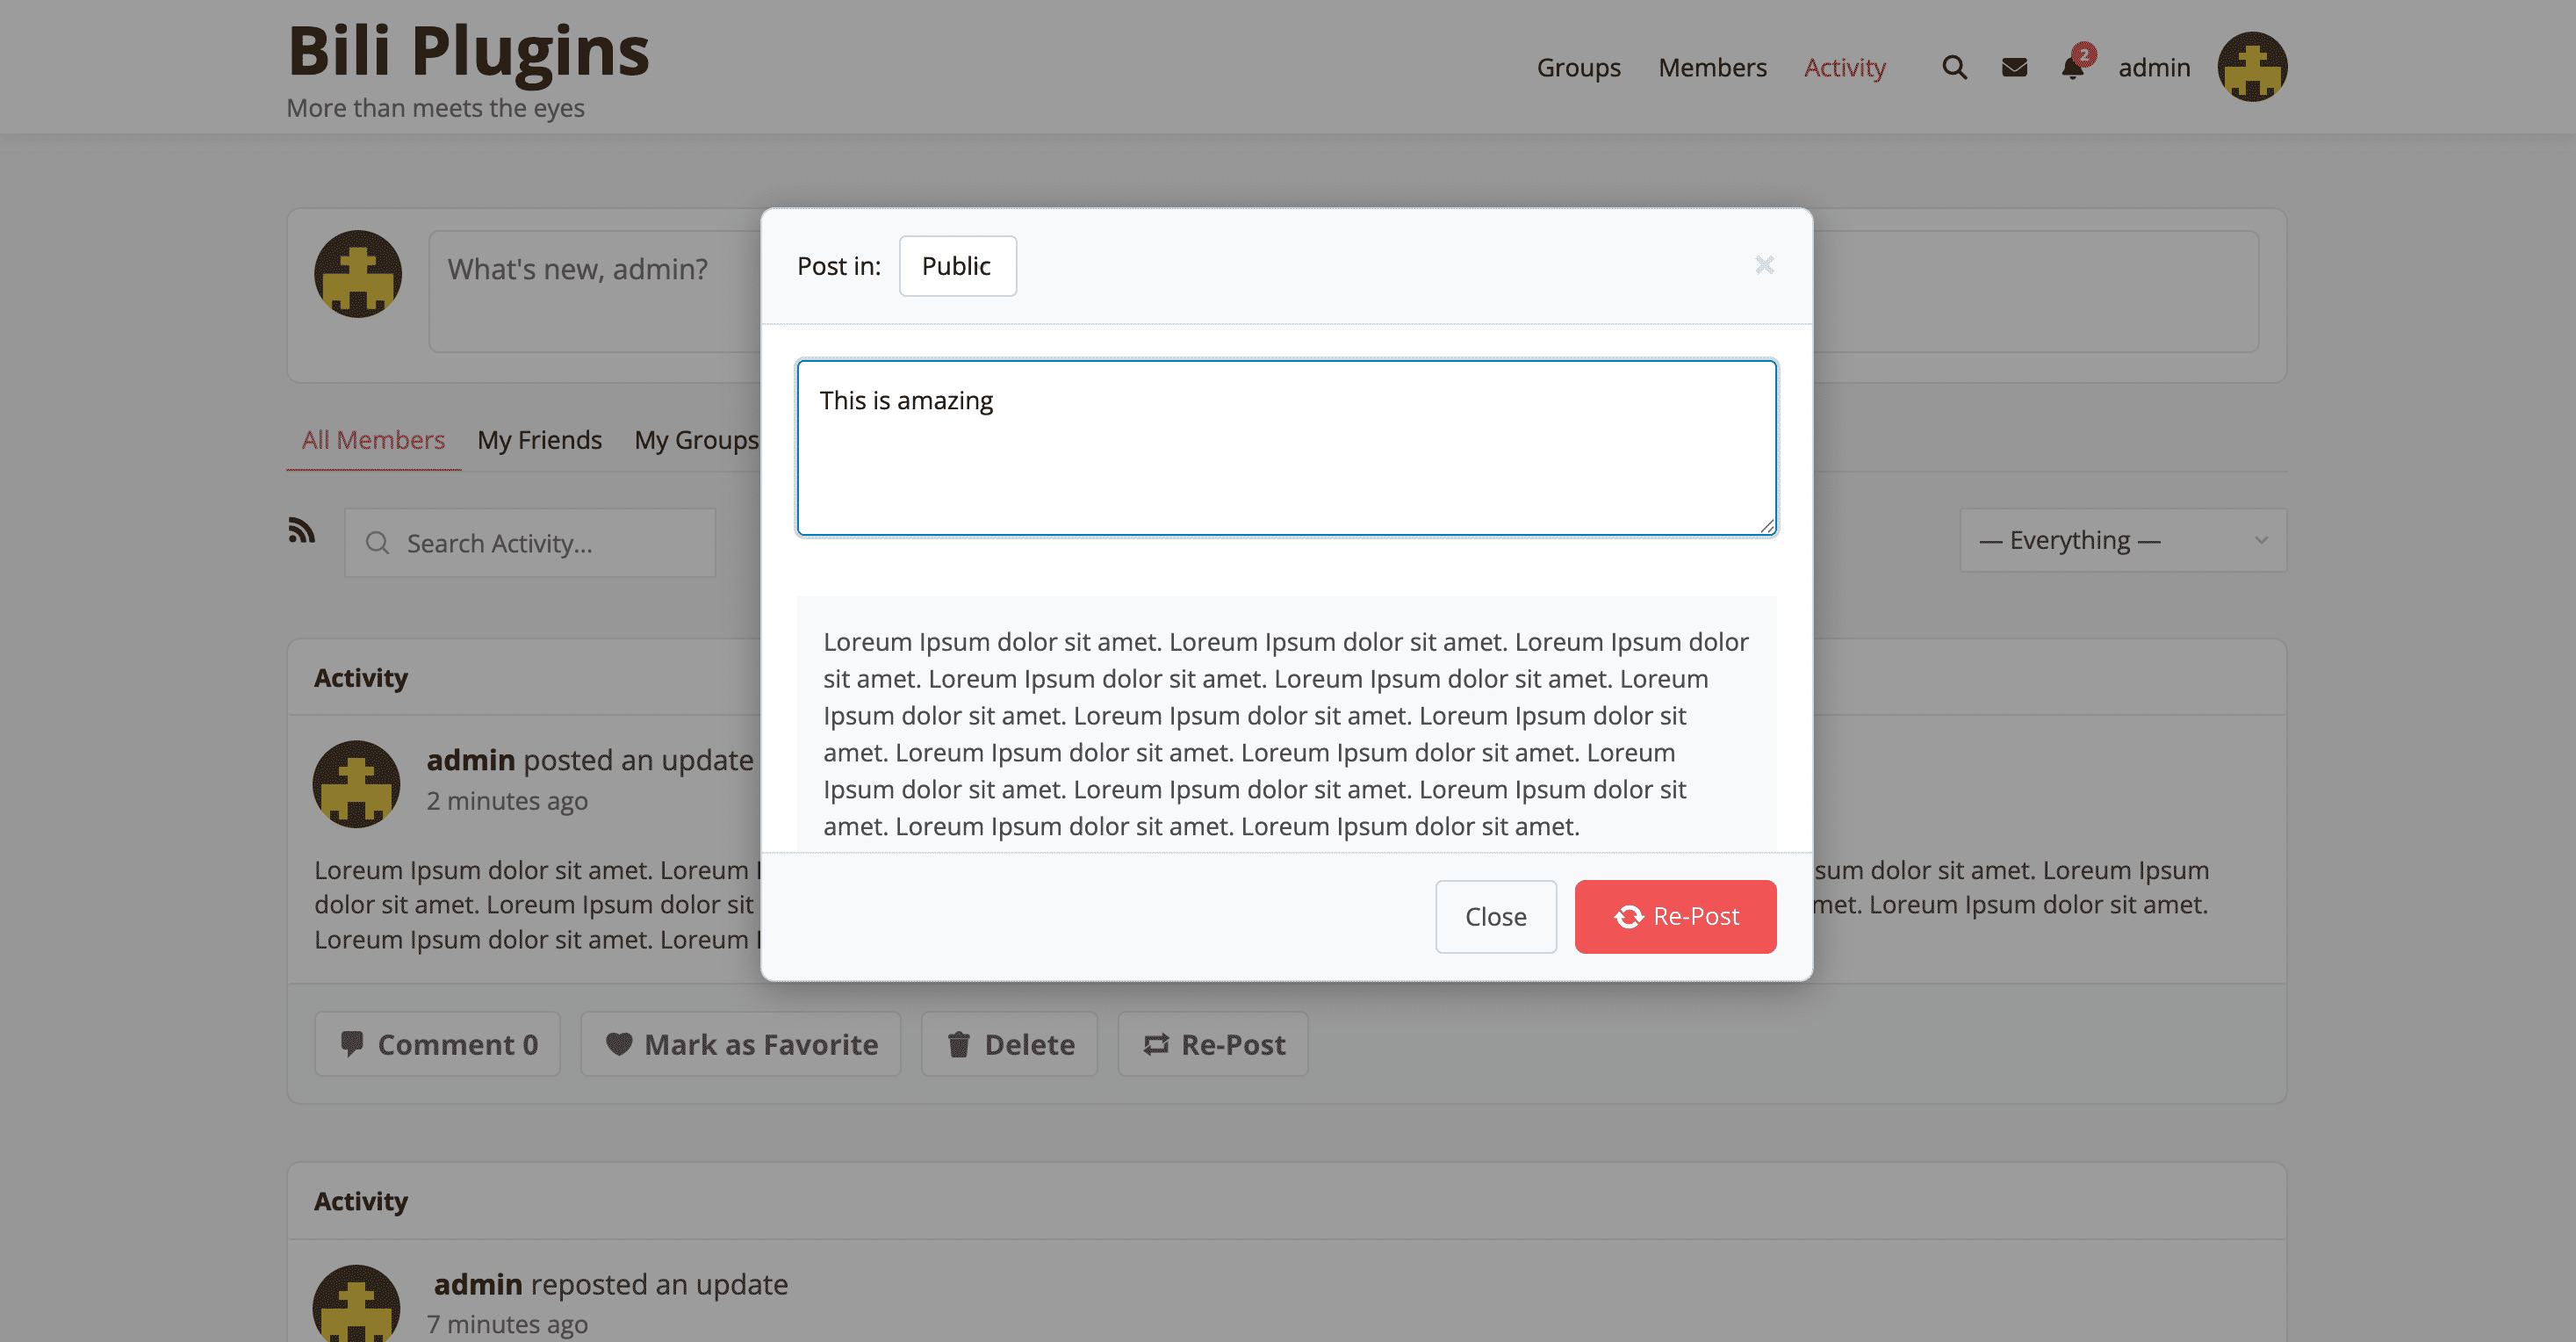 Bili Plugins
More than meets the eyes
Groups Members Activity 2 admin
What's new, admin?
Post in: Public
This is amazing
All Members My Friends My Groups
Search Activity...
— Everything —
Loreum Ipsum dolor sit amet. Loreum Ipsum dolor sit amet. Loreum Ipsum dolor
sit amet. Loreum Ipsum dolor sit amet. Loreum Ipsum dolor sit amet. Loreum
Ipsum dolor sit amet. Loreum Ipsum dolor sit amet. Loreum Ipsum dolor sit
amet. Loreum Ipsum dolor sit amet. Loreum Ipsum dolor sit amet. Loreum
Ipsum dolor sit amet. Loreum Ipsum dolor sit amet. Loreum Ipsum dolor sit
amet. Loreum Ipsum dolor sit amet. Loreum Ipsum dolor sit amet.
Close Re-Post
Activity
admin posted an update
2 minutes ago
Loreum Ipsum dolor sit amet. Loreum sum dolor sit amet. Loreum Ipsum
dolor sit amet. Loreum Ipsum dolor sit met. Loreum Ipsum dolor sit amet.
Loreum Ipsum dolor sit amet. Loreum
Comment 0 Mark as Favorite Delete Re-Post
Activity
admin reposted an update
7 minutes ago